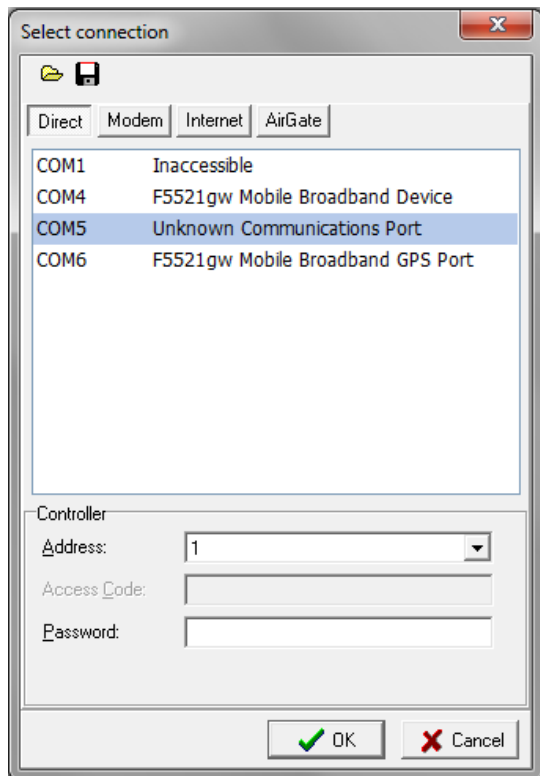 Select connection
Direct Modem Internet AirGate
COM1 Inaccessible
COM4 F5521gw Mobile Broadband Device
COM5 Unknown Communications Port
COM6 F5521gw Mobile Broadband GPS Port
Controller
Address: 1
Access Code:
Password:
OK Cancel